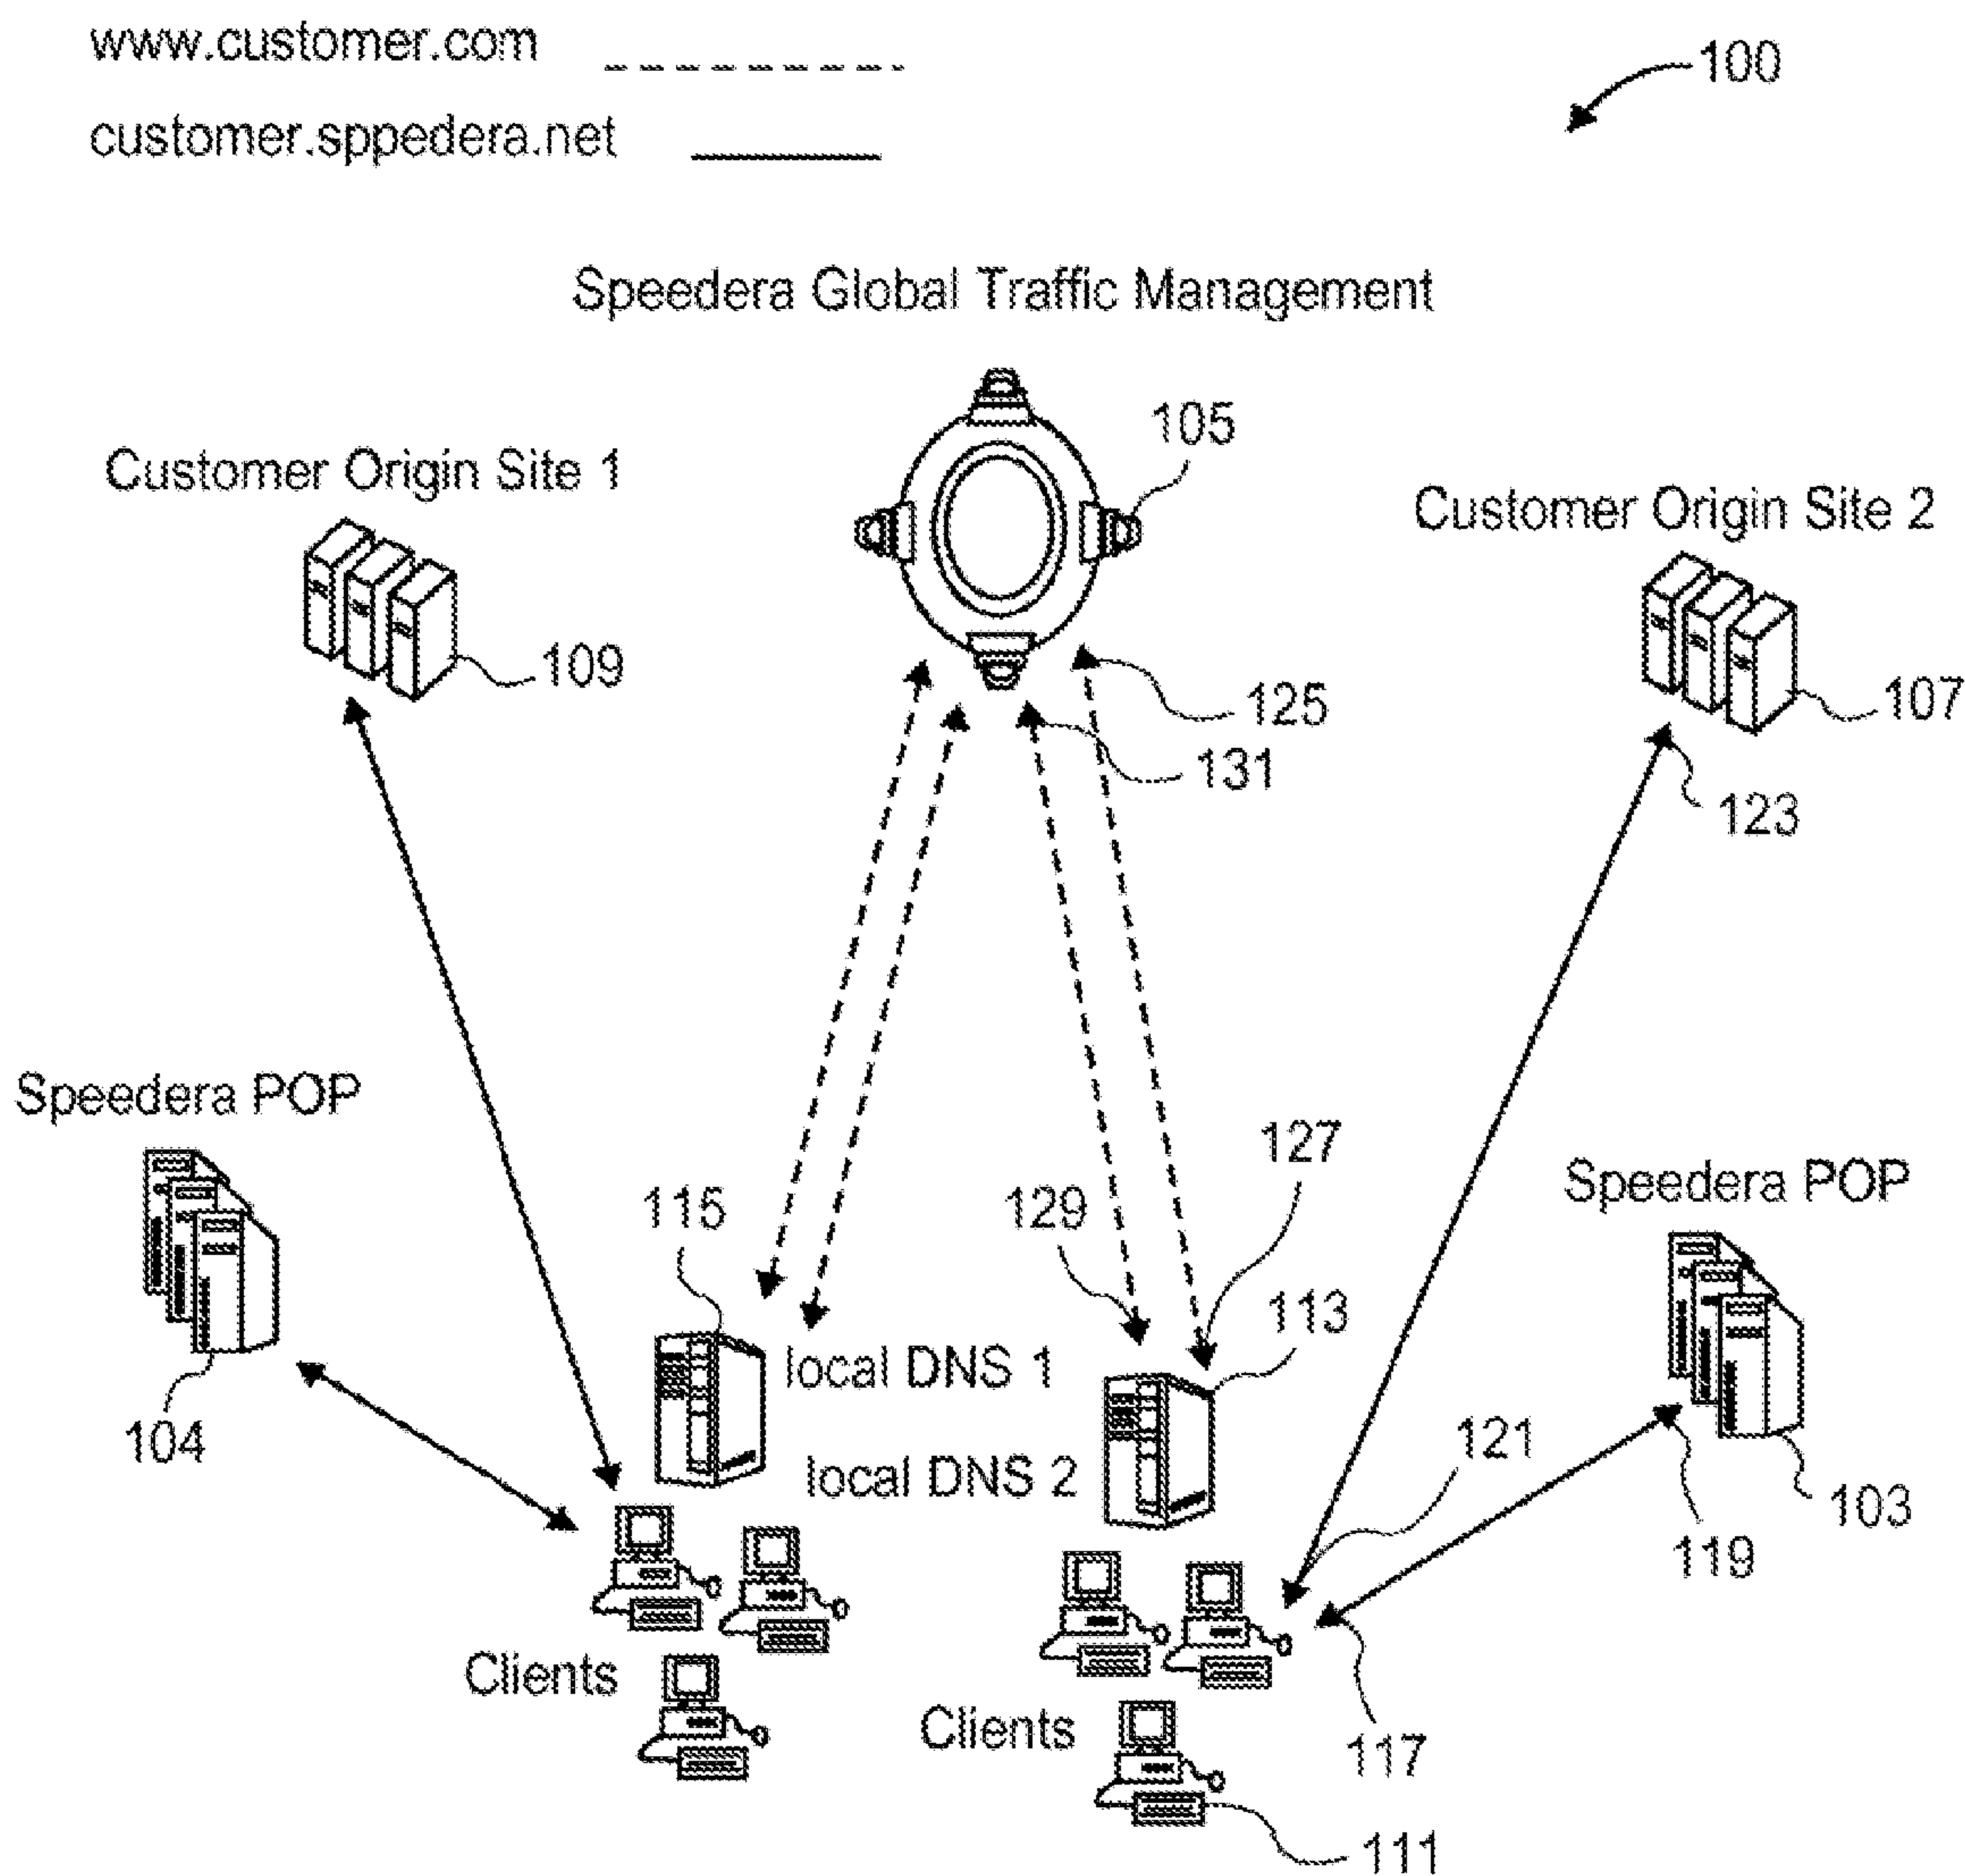 www.customer.com
100
customer.sppedera.net
Speedera Global Traffic Management
105
Customer Origin Site 1
Customer Origin Site 2
109
125
107
131
123
Speedera POP
127
Speedera POP
115
129
113
local DNS 1
104
121
local DNS 2
103
119
Clients
Clients
117
111